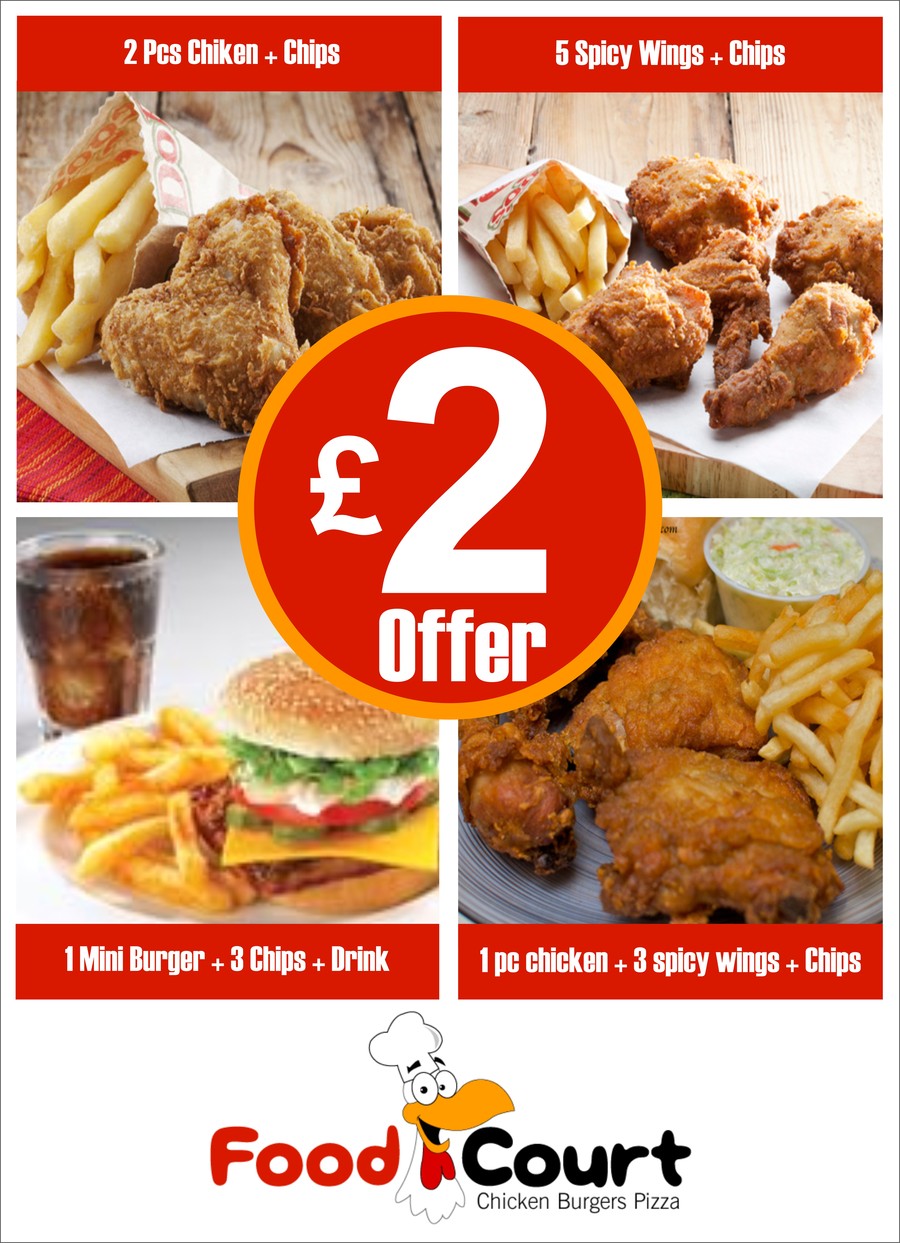 2 Pcs Chiken + Chips
5 Spicy Wings + Chips
£2
Offer
.com
1 Mini Burger + 3 Chips + Drink
1 pc chicken + 3 spicy wings + Chips
Food Court
Chicken Burgers Pizza